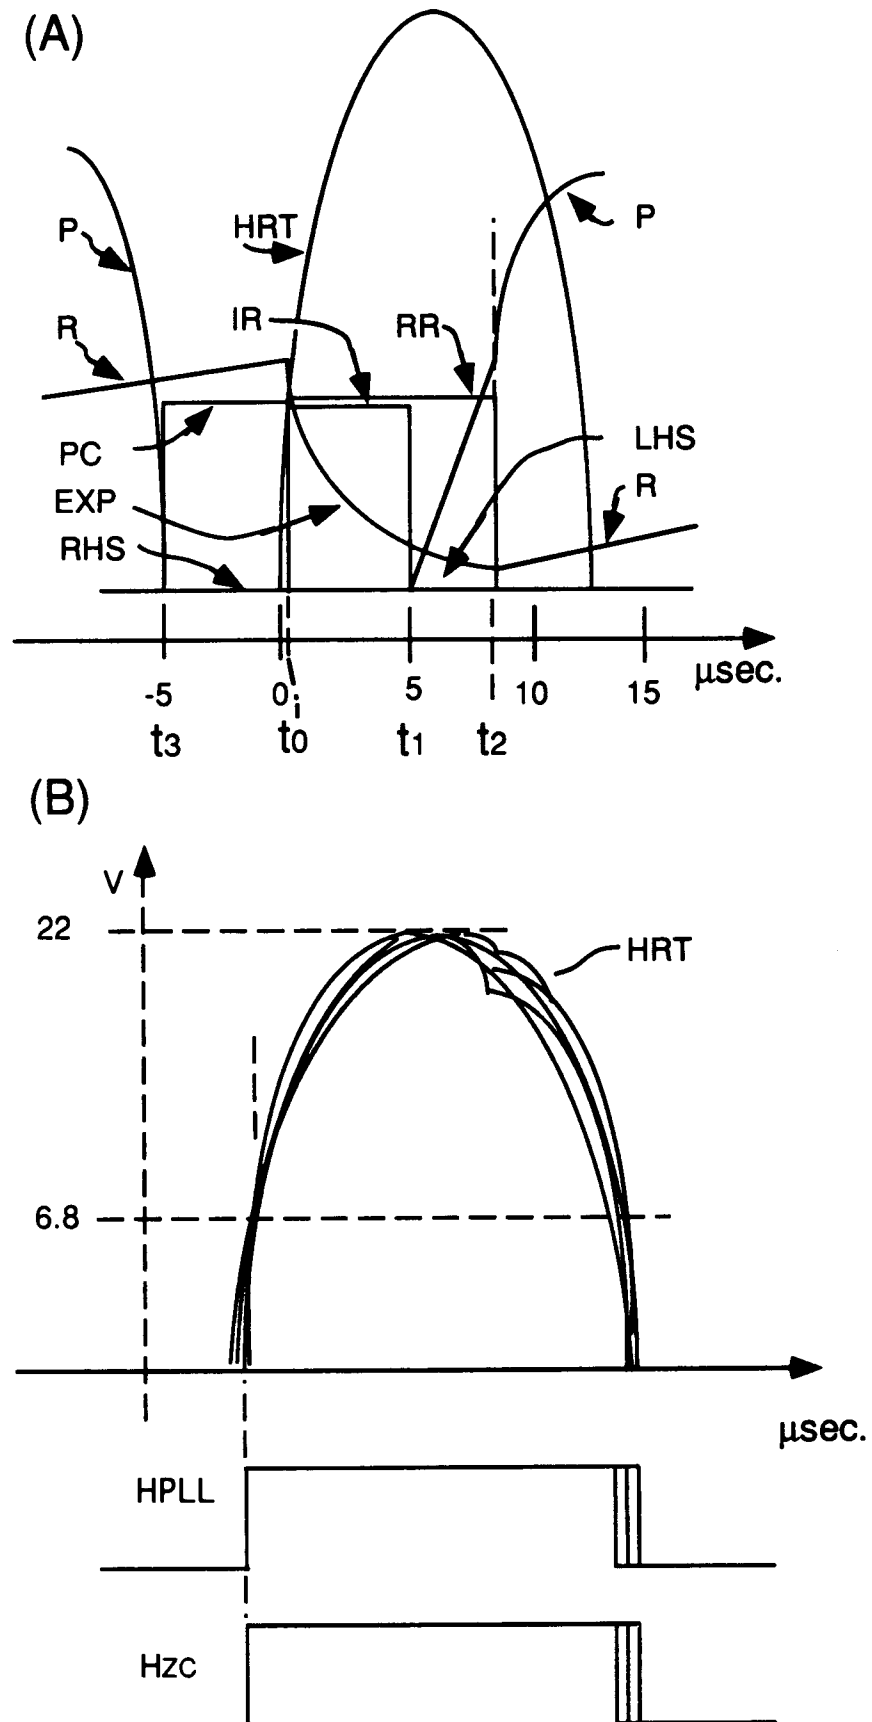 (A)
P
HRT
P
R
IR
RR
PC
LHS
EXP
R
RHS
-5
0
5
10
15
μsec.
t3
t0
t1
t2
(B)
V
22
HRT
6.8
μsec.
HPLL
HZC